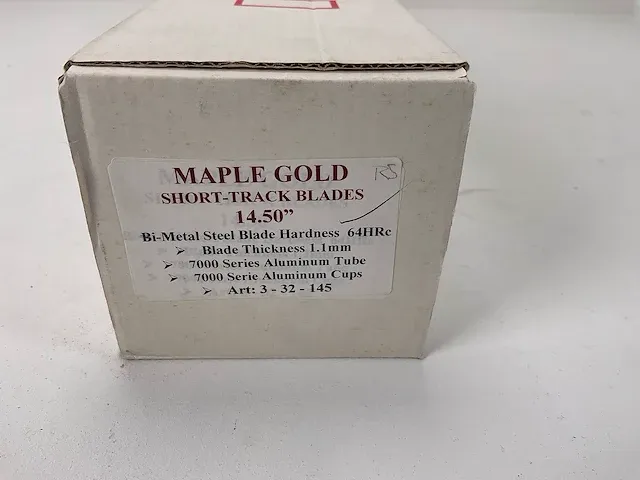 MAPLE GOLD
SHORT-TRACK BLADES
14.50”
Bi-Metal Steel Blade Hardness 64HRc
➢ Blade Thickness 1.1mm
➢ 7000 Series Aluminum Tube
➢ 7000 Serie Aluminum Cups
➢ Art: 3 - 32 - 145